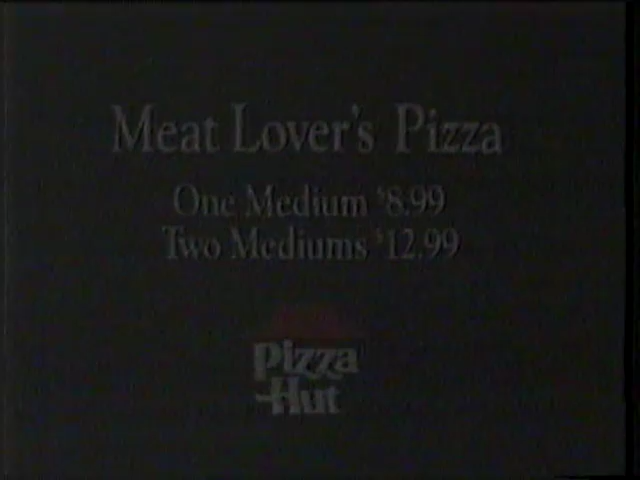 Meat Lover's Pizza
One Medium $8.99
Two Mediums $12.99
Pizza
Hut